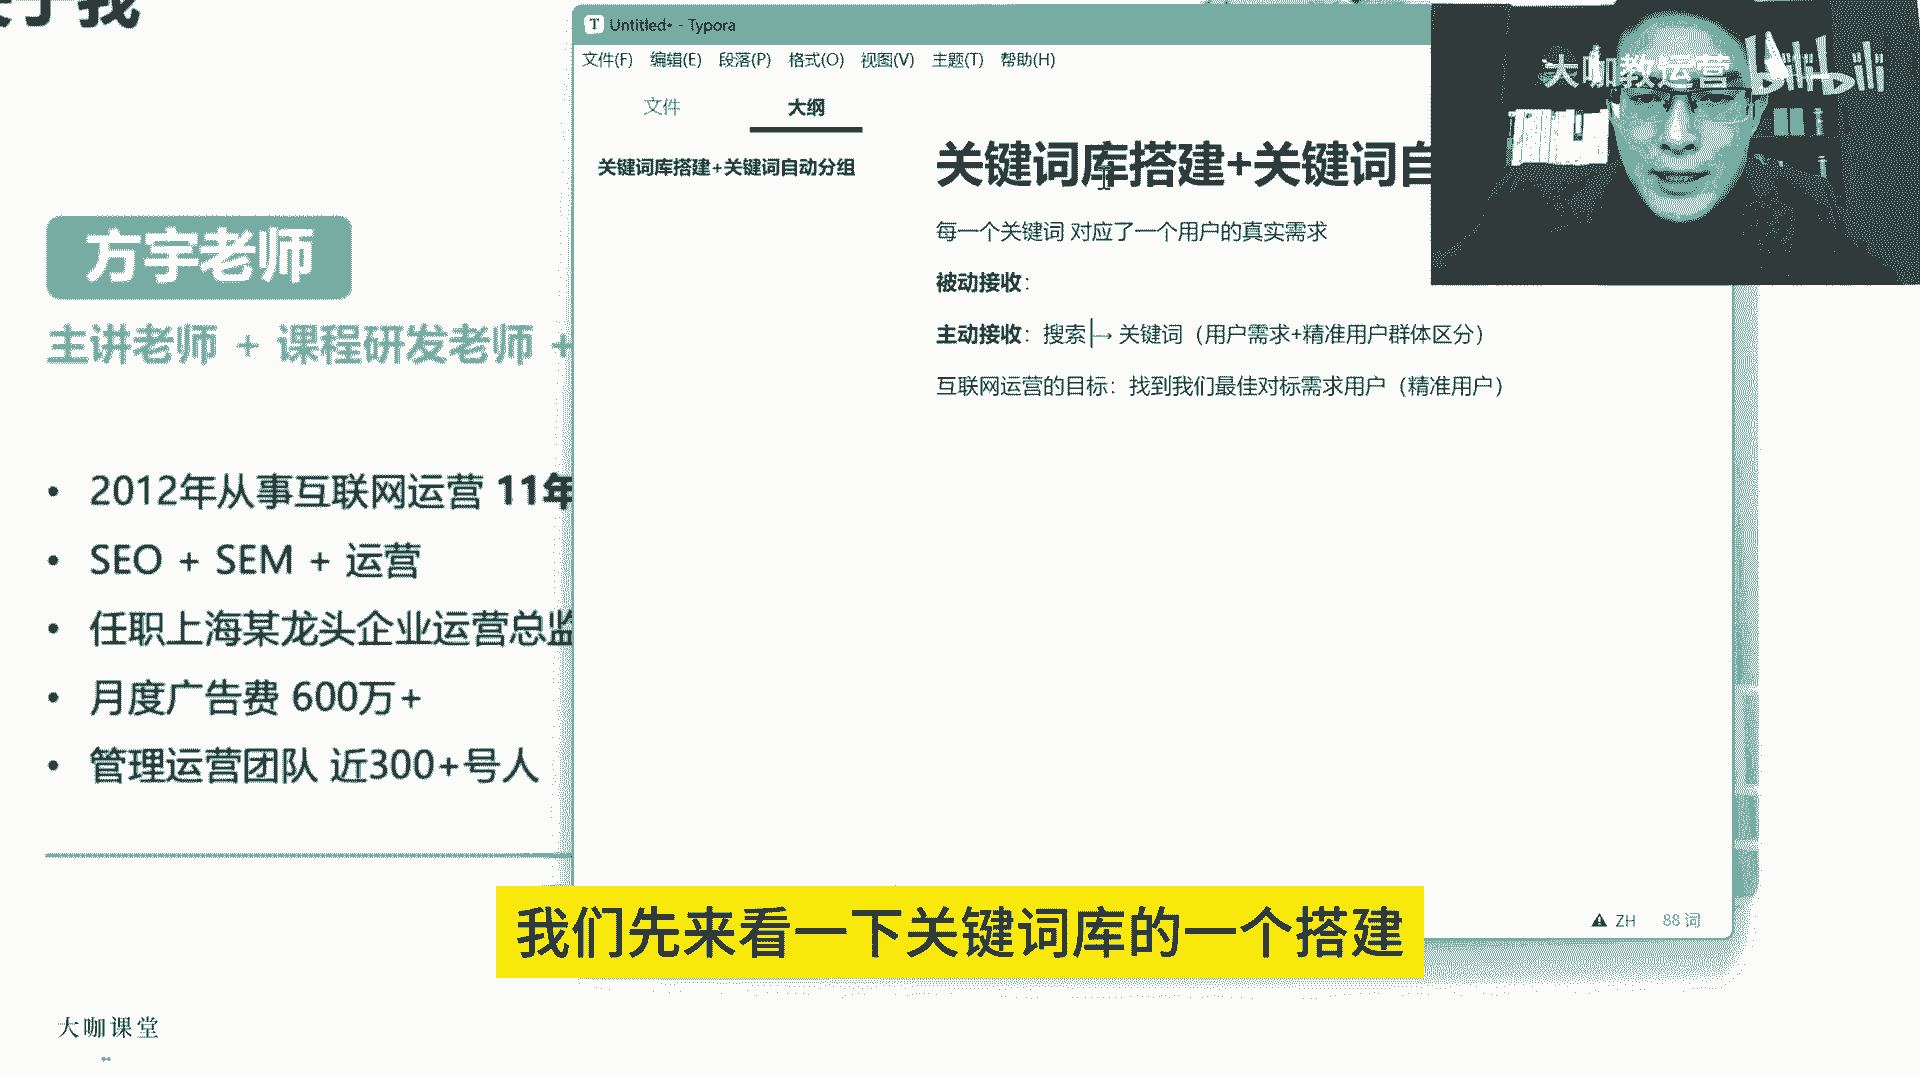 于我
方宇老师
主讲老师 + 课程研发老师 +
• 2012年从事互联网运营 11年
• SEO + SEM + 运营
• 任职上海某龙头企业运营总监
• 月度广告费 600万+
• 管理运营团队 近300+号人
大咖课堂
T Untitled• - Typora
文件(F) 编辑(E) 段落(P) 格式(O) 视图(V) 主题(T) 帮助(H)
文件 大纲
关键词库搭建+关键词自动分组
关键词库搭建+关键词自
每一个关键词 对应了一个用户的真实需求
被动接收：
主动接收：搜索 → 关键词（用户需求+精准用户群体区分）
互联网运营的目标：找到我们最佳对标需求用户（精准用户）
ZH 88 词
大咖教运营 bilibili
我们先来看一下关键词库的一个搭建